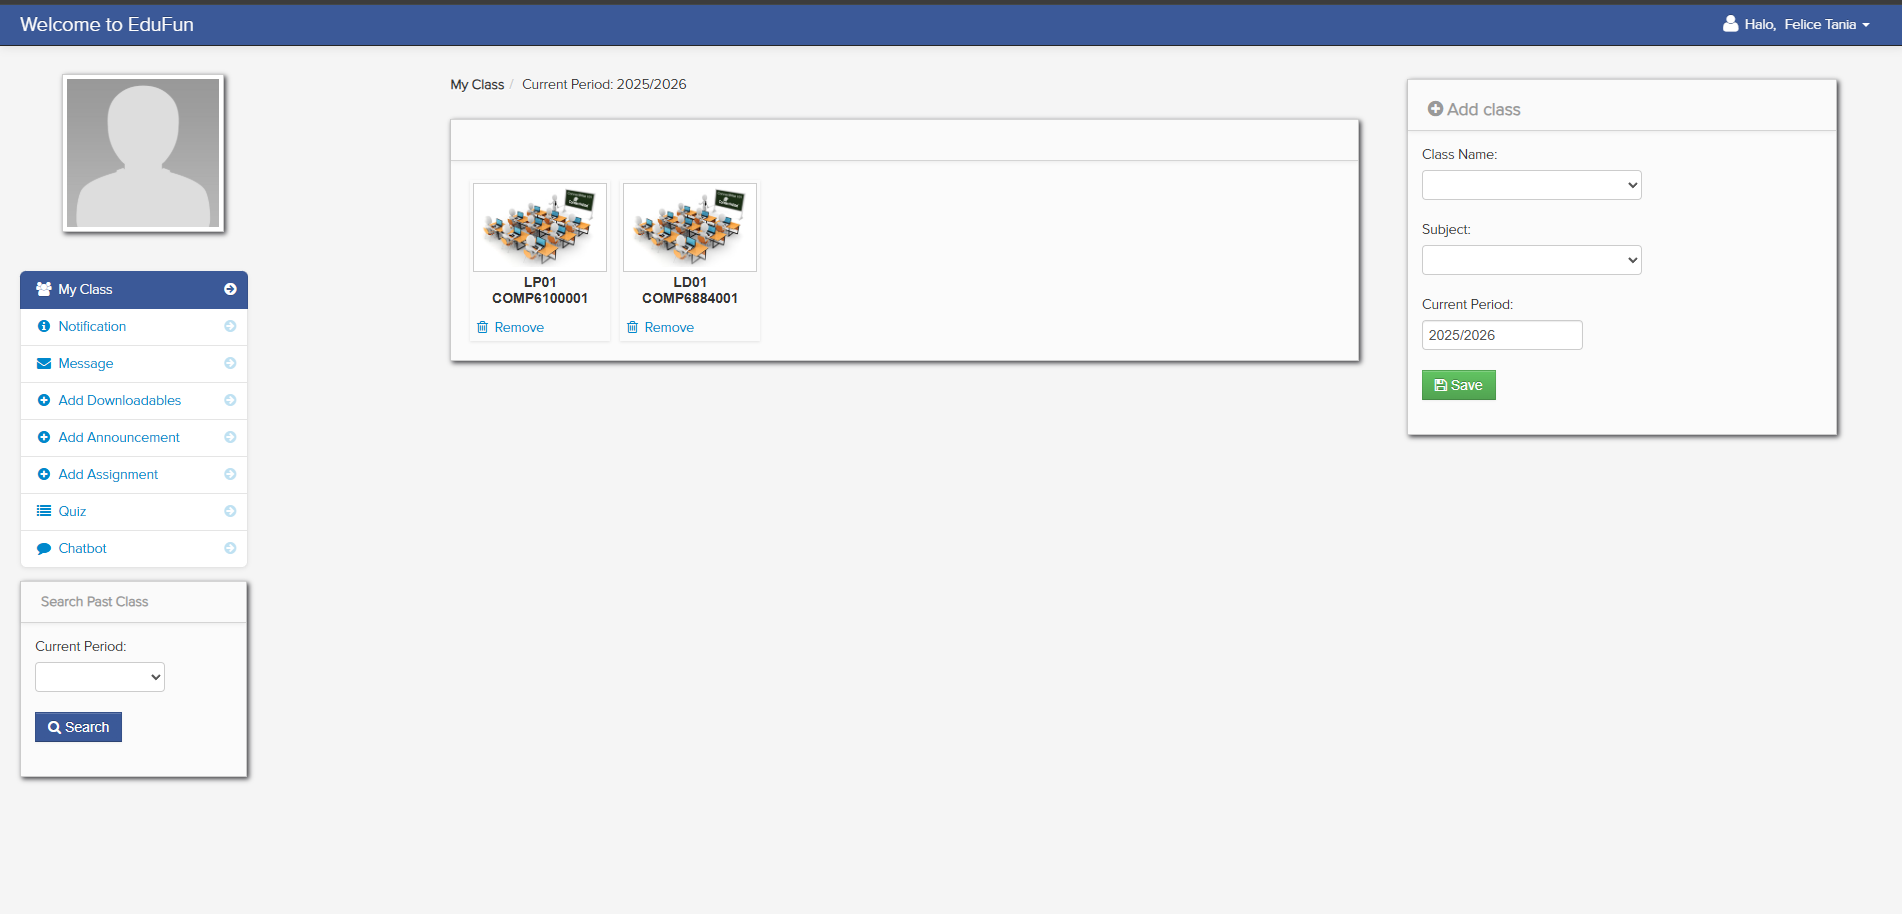 Welcome to EduFun
Halo, Felice Tania
My Class
Notification
Message
Add Downloadables
Add Announcement
Add Assignment
Quiz
Chatbot
Search Past Class
Current Period:
Search
My Class / Current Period: 2025/2026
LP01
COMP6100001
Remove
LD01
COMP6884001
Remove
Add class
Class Name:
Subject:
Current Period:
2025/2026
Save